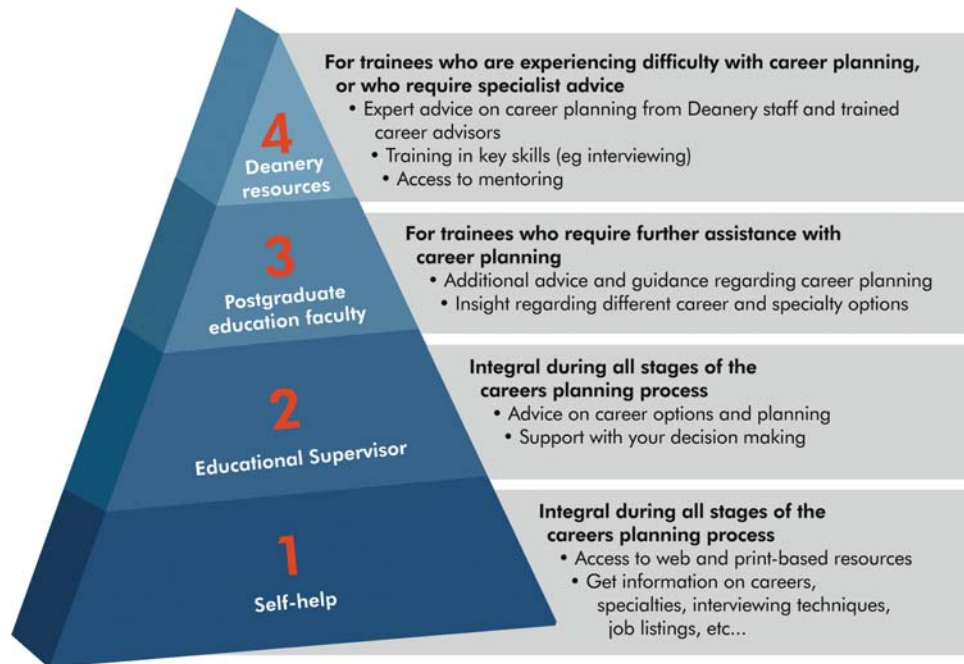 For trainees who are experiencing difficulty with career planning,
or who require specialist advice
• Expert advice on career planning from Deanery staff and trained
career advisors
• Training in key skills (eg interviewing)
• Access to mentoring
4
Deanery
resources
For trainees who require further assistance with
career planning
• Additional advice and guidance regarding career planning
• Insight regarding different career and specialty options
3
Postgraduate
education faculty
Integral during all stages of the
careers planning process
• Advice on career options and planning
• Support with your decision making
2
Educational Supervisor
Integral during all stages of the
careers planning process
• Access to web and print-based resources
• Get information on careers,
specialties, interviewing techniques,
job listings, etc...
1
Self-help